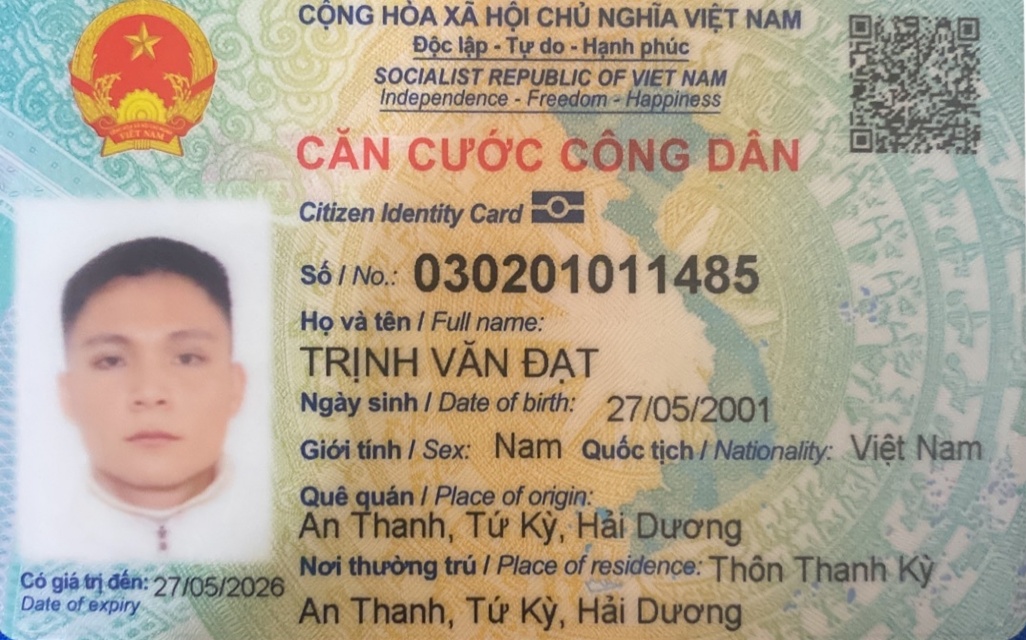 CỘNG HÒA XÃ HỘI CHỦ NGHĨA VIỆT NAM
Độc lập - Tự do - Hạnh phúc
SOCIALIST REPUBLIC OF VIET NAM
Independence - Freedom - Happiness
VIỆT NAM
CĂN CƯỚC CÔNG DÂN
Citizen Identity Card
Số / No.: 030201011485
Họ và tên / Full name:
TRỊNH VĂN ĐẠT
Ngày sinh / Date of birth: 27/05/2001
Giới tính / Sex: Nam Quốc tịch / Nationality: Việt Nam
Quê quán / Place of origin:
An Thanh, Tứ Kỳ, Hải Dương
Nơi thường trú / Place of residence: Thôn Thanh Kỳ
An Thanh, Tứ Kỳ, Hải Dương
Có giá trị đến: 27/05/2026
Date of expiry